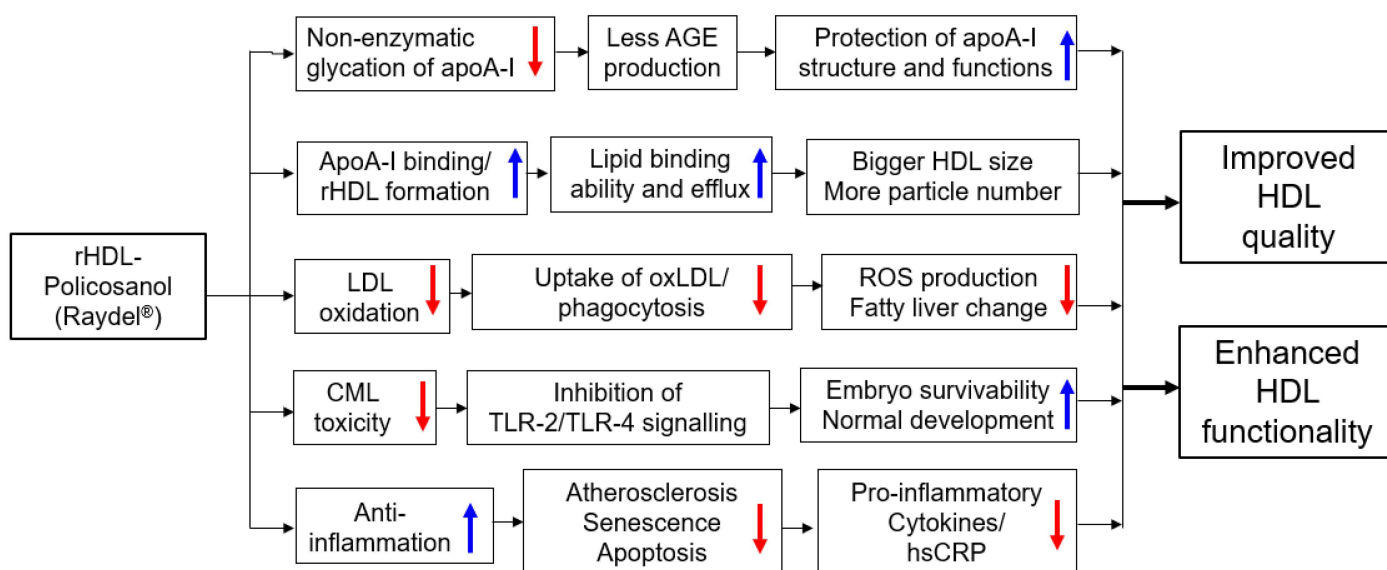 Non-enzymatic
glycation of apoA-I
Less AGE
production
Protection of apoA-I
structure and functions
ApoA-I binding/
rHDL formation
Lipid binding
ability and efflux
Bigger HDL size
More particle number
Improved
HDL
quality
rHDL-
Policosanol
(Raydel®)
LDL
oxidation
Uptake of oxLDL/
phagocytosis
ROS production
Fatty liver change
Enhanced
HDL
functionality
CML
toxicity
Inhibition of
TLR-2/TLR-4 signalling
Embryo survivability
Normal development
Anti-
inflammation
Atherosclerosis
Senescence
Apoptosis
Pro-inflammatory
Cytokines/
hsCRP